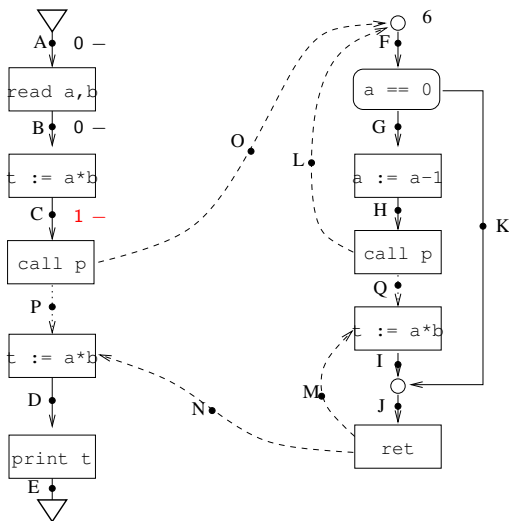 A 0 –
read a,b
B 0 –
t := a*b
C 1 –
call p
P
t := a*b
D
print t
E
O
N
6
F
a == 0
G
a := a-1
H
call p
Q
t := a*b
I
J
ret
L
M
K